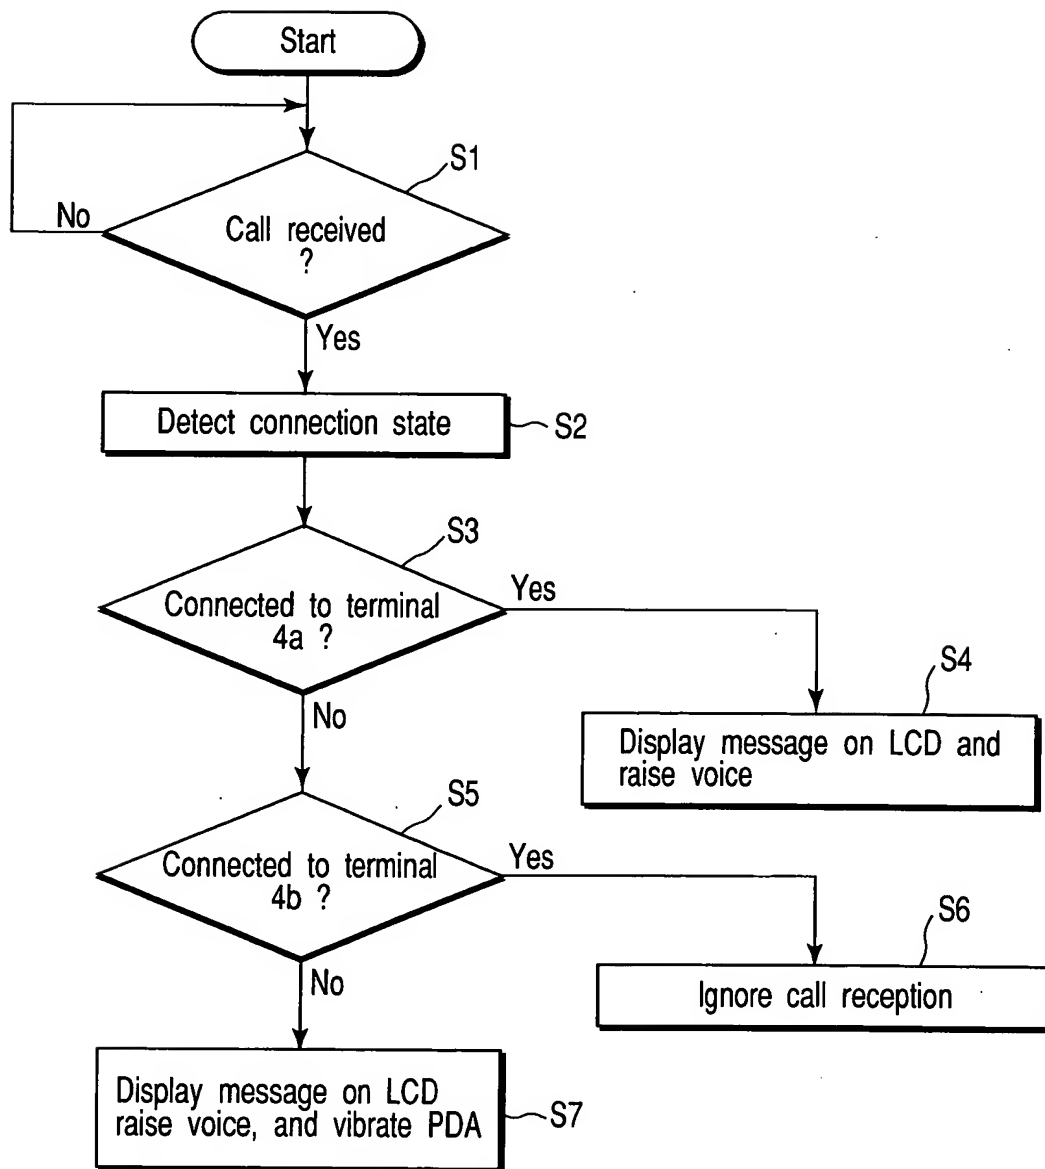 Start
S1
No
Call received
?
Yes
Detect connection state
S2
S3
Connected to terminal
4a ?
Yes
No
S4
Display message on LCD and
raise voice
S5
Connected to terminal
4b ?
Yes
No
S6
Ignore call reception
Display message on LCD
raise voice, and vibrate PDA
S7